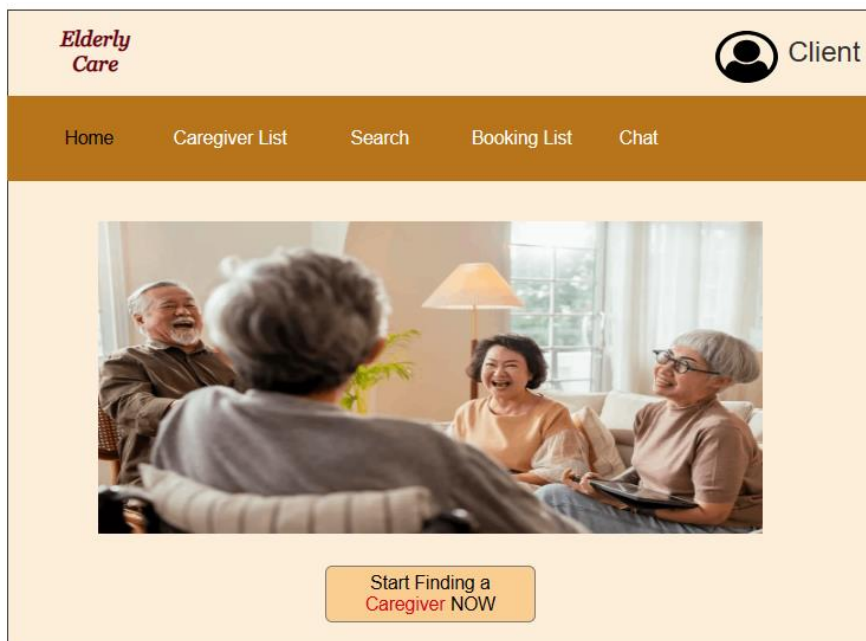 Elderly
Care
Client
Home Caregiver List Search Booking List Chat
Start Finding a
Caregiver NOW